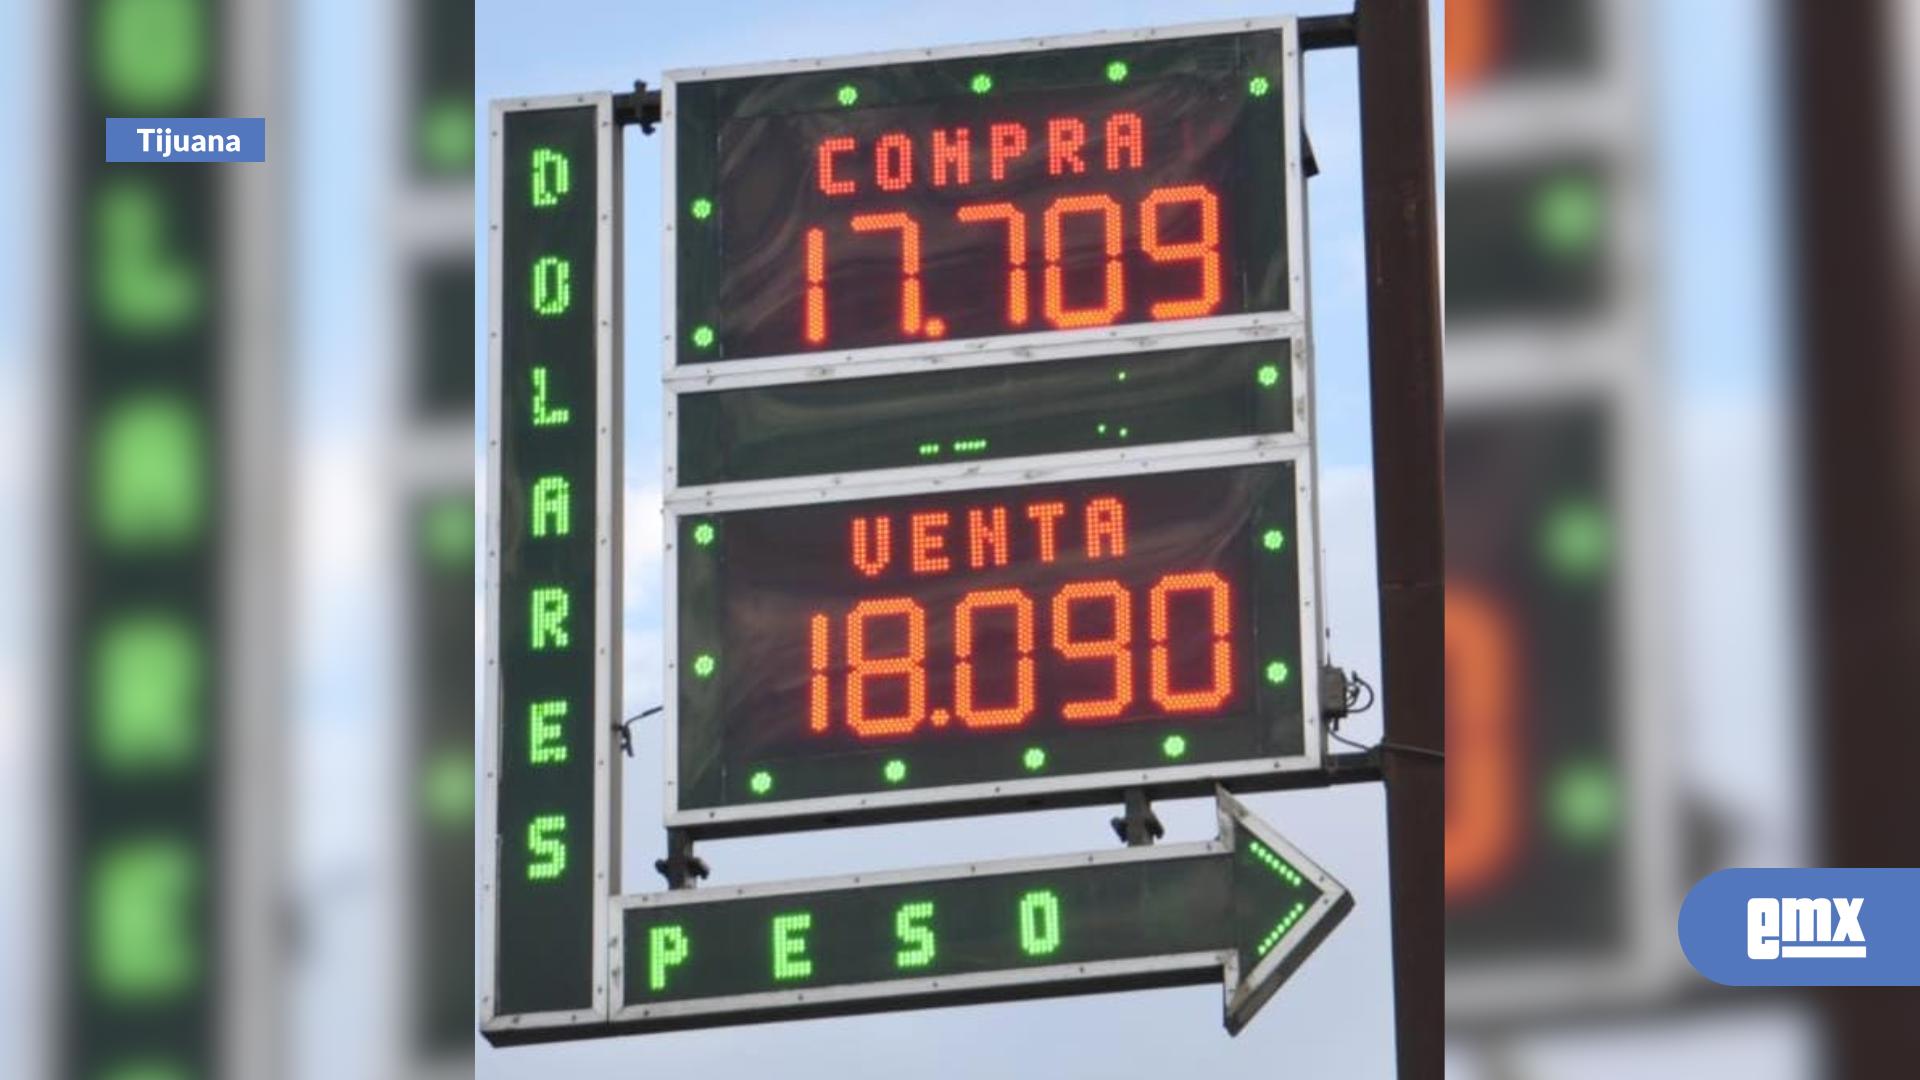 Tijuana
DOLARES
COMPRA
17.709
VENTA
18.090
PESO
emx